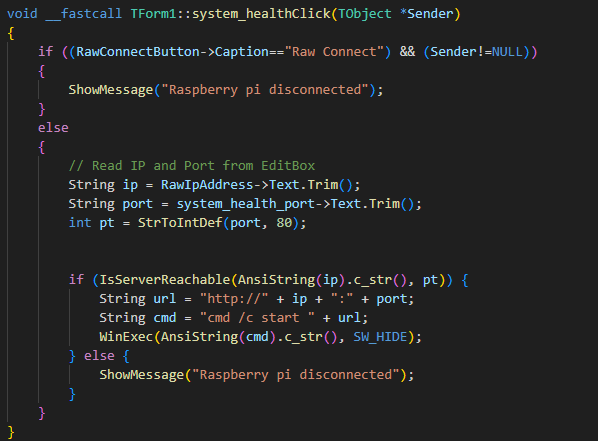 void __fastcall TForm1::system_healthClick(TObject *Sender)
{
    if ((RawConnectButton->Caption=="Raw Connect") && (Sender!=NULL))
    {
        ShowMessage("Raspberry pi disconnected");
    }
    else
    {
        // Read IP and Port from EditBox
        String ip = RawIpAddress->Text.Trim();
        String port = system_health_port->Text.Trim();
        int pt = StrToIntDef(port, 80);


        if (IsServerReachable(AnsiString(ip).c_str(), pt)) {
            String url = "http://" + ip + ":" + port;
            String cmd = "cmd /c start " + url;
            WinExec(AnsiString(cmd).c_str(), SW_HIDE);
        } else {
            ShowMessage("Raspberry pi disconnected");
        }
    }
}